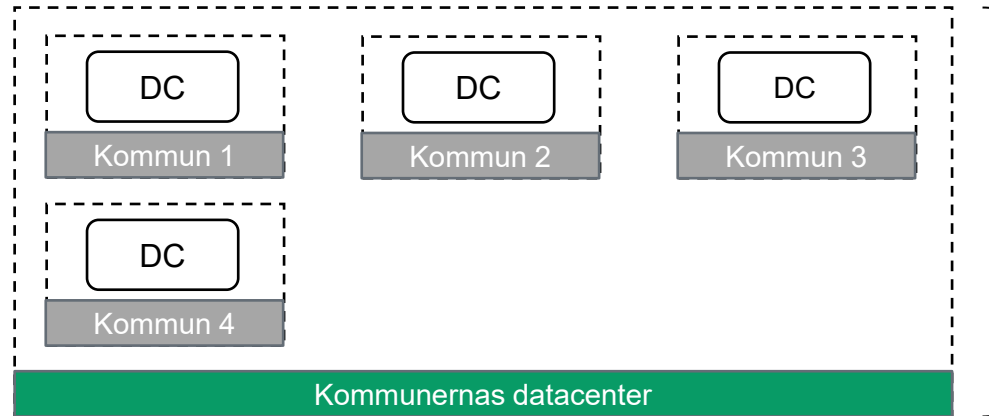 DC
Kommun 1
DC
Kommun 2
DC
Kommun 3
DC
Kommun 4
Kommunernas datacenter